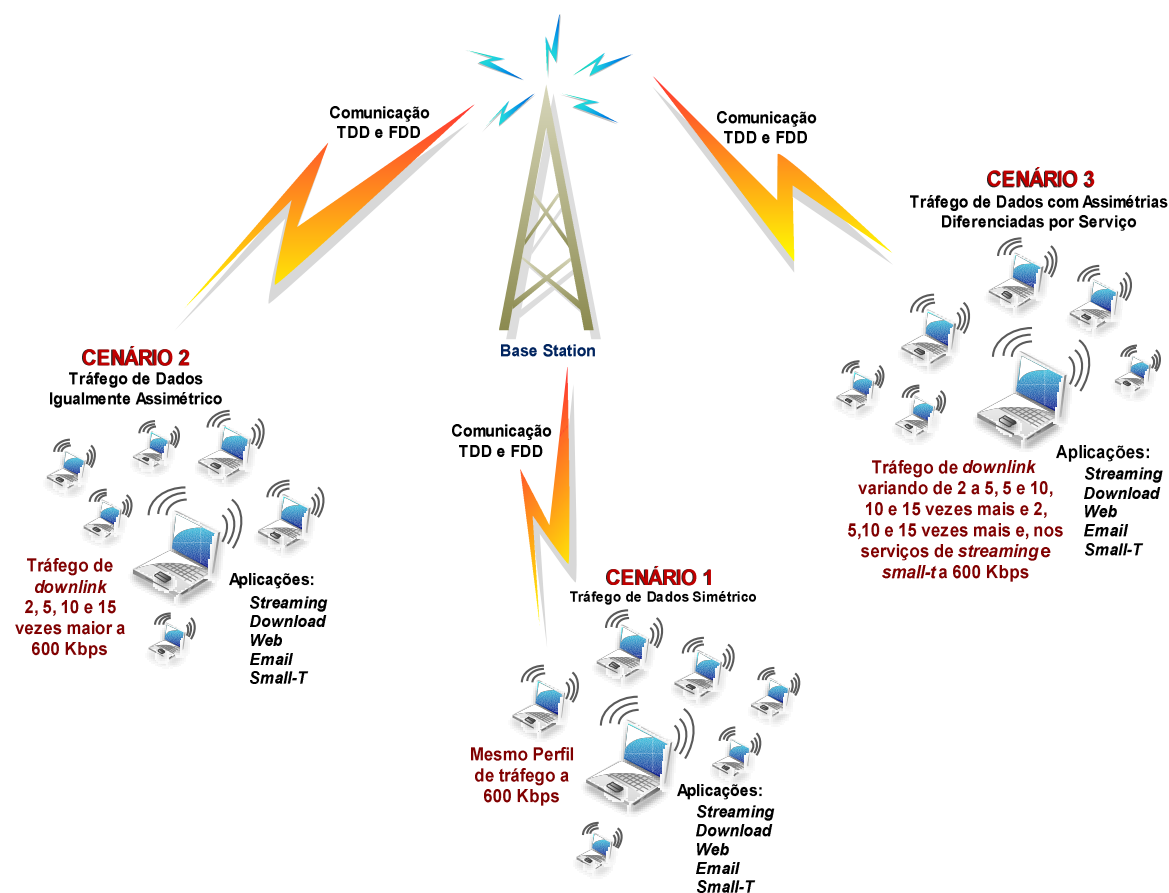 Comunicação
TDD e FDD
Comunicação
TDD e FDD
CENÁRIO 3
Tráfego de Dados com Assimétrias
Diferenciadas por Serviço
Base Station
CENÁRIO 2
Tráfego de Dados
Igualmente Assimétrico
Comunicação
TDD e FDD
Tráfego de downlink
variando de 2 a 5, 5 e 10,
10 e 15 vezes mais e 2,
5,10 e 15 vezes mais e, nos
serviços de streaming e
small-t a 600 Kbps
Aplicações:
Streaming
Download
Web
Email
Small-T
Tráfego de
downlink
2, 5, 10 e 15
vezes maior a
600 Kbps
Aplicações:
Streaming
Download
Web
Email
Small-T
CENÁRIO 1
Tráfego de Dados Simétrico
Mesmo Perfil
de tráfego a
600 Kbps
Aplicações:
Streaming
Download
Web
Email
Small-T